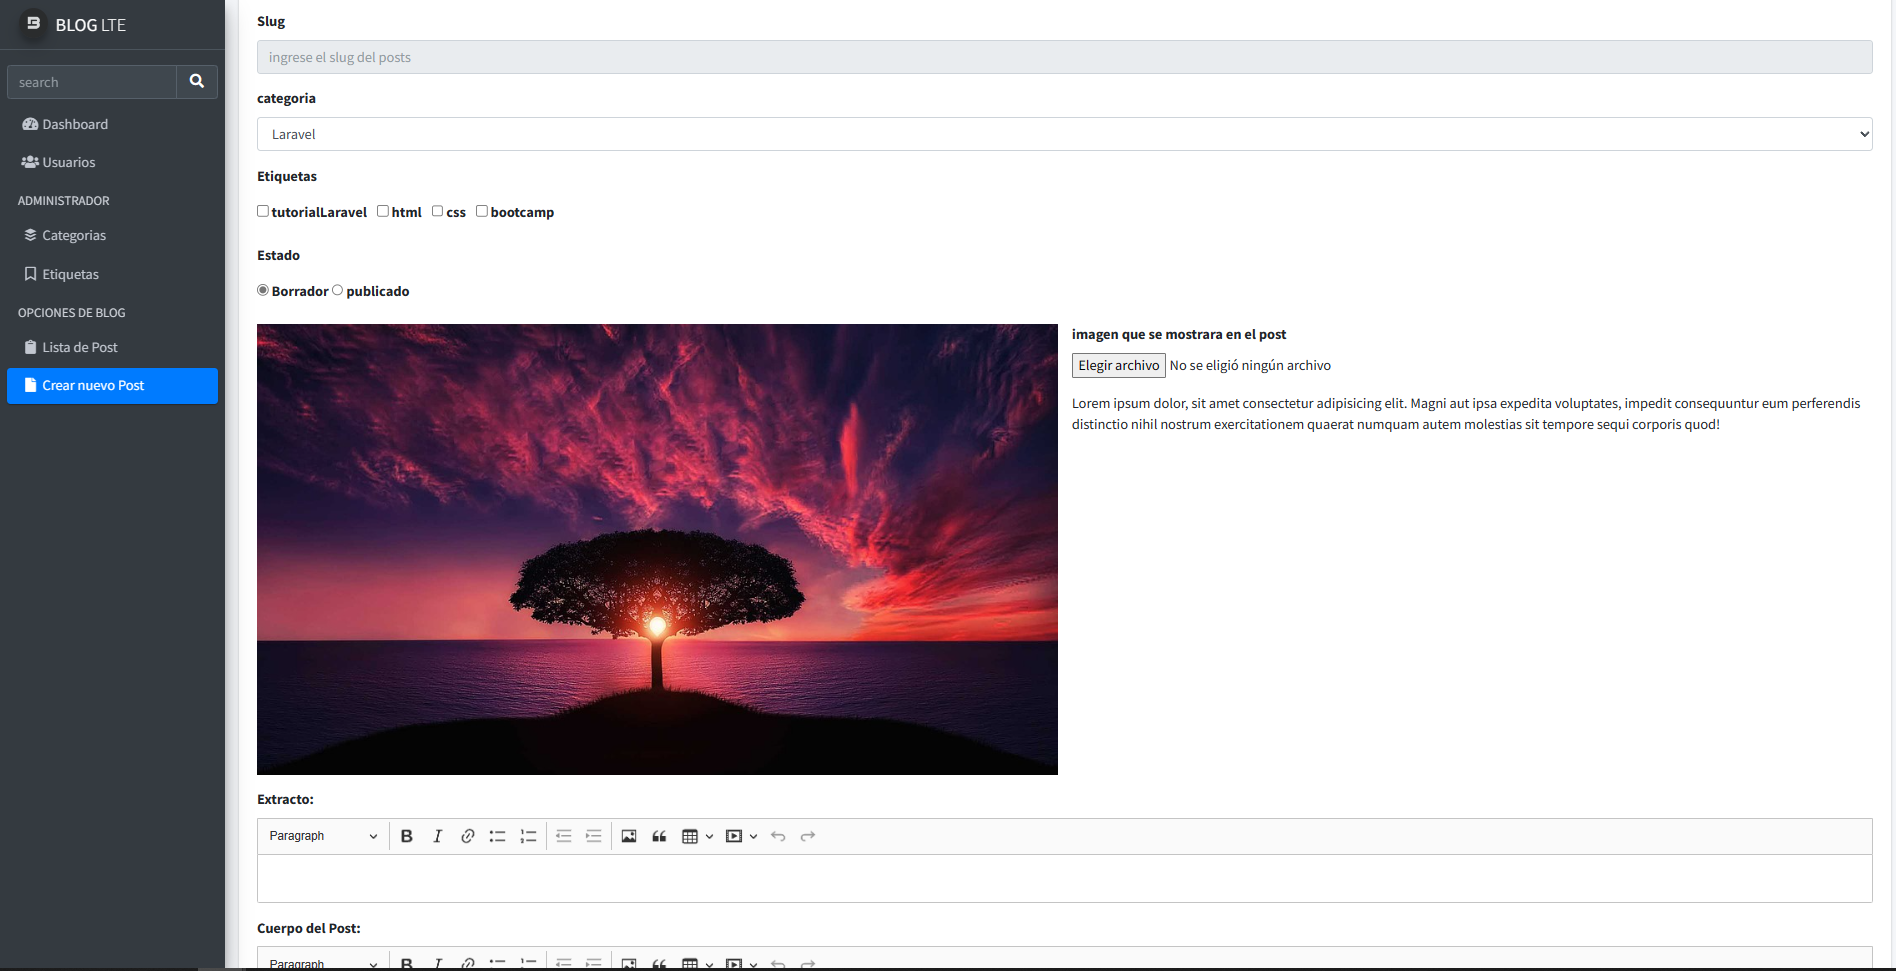 BLOG LTE
search
Dashboard
Usuarios
ADMINISTRADOR
Categorias
Etiquetas
OPCIONES DE BLOG
Lista de Post
Crear nuevo Post
Slug
ingrese el slug del posts
categoria
Laravel
Etiquetas
tutorialLaravel html css bootcamp
Estado
Borrador publicado
imagen que se mostrara en el post
Elegir archivo No se eligió ningún archivo
Lorem ipsum dolor, sit amet consectetur adipisicing elit. Magni aut ipsa expedita voluptates, impedit consequuntur eum perferendis
distinctio nihil nostrum exercitationem quaerat numquam autem molestias sit tempore sequi corporis quod!
Extracto:
Paragraph
Cuerpo del Post:
Paragraph